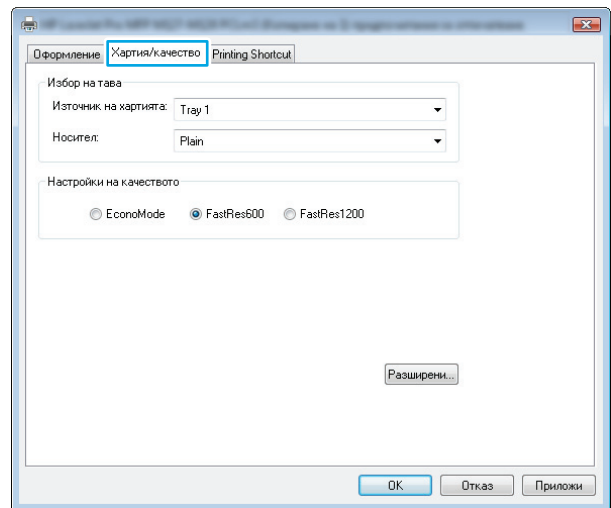 Оформление Хартия/качество Printing Shortcut
Избор на тава
Източник на хартията: Tray 1
Носител: Plain
Настройки на качеството
EconoMode FastRes600 FastRes1200
Разширени...
OK Отказ Приложи